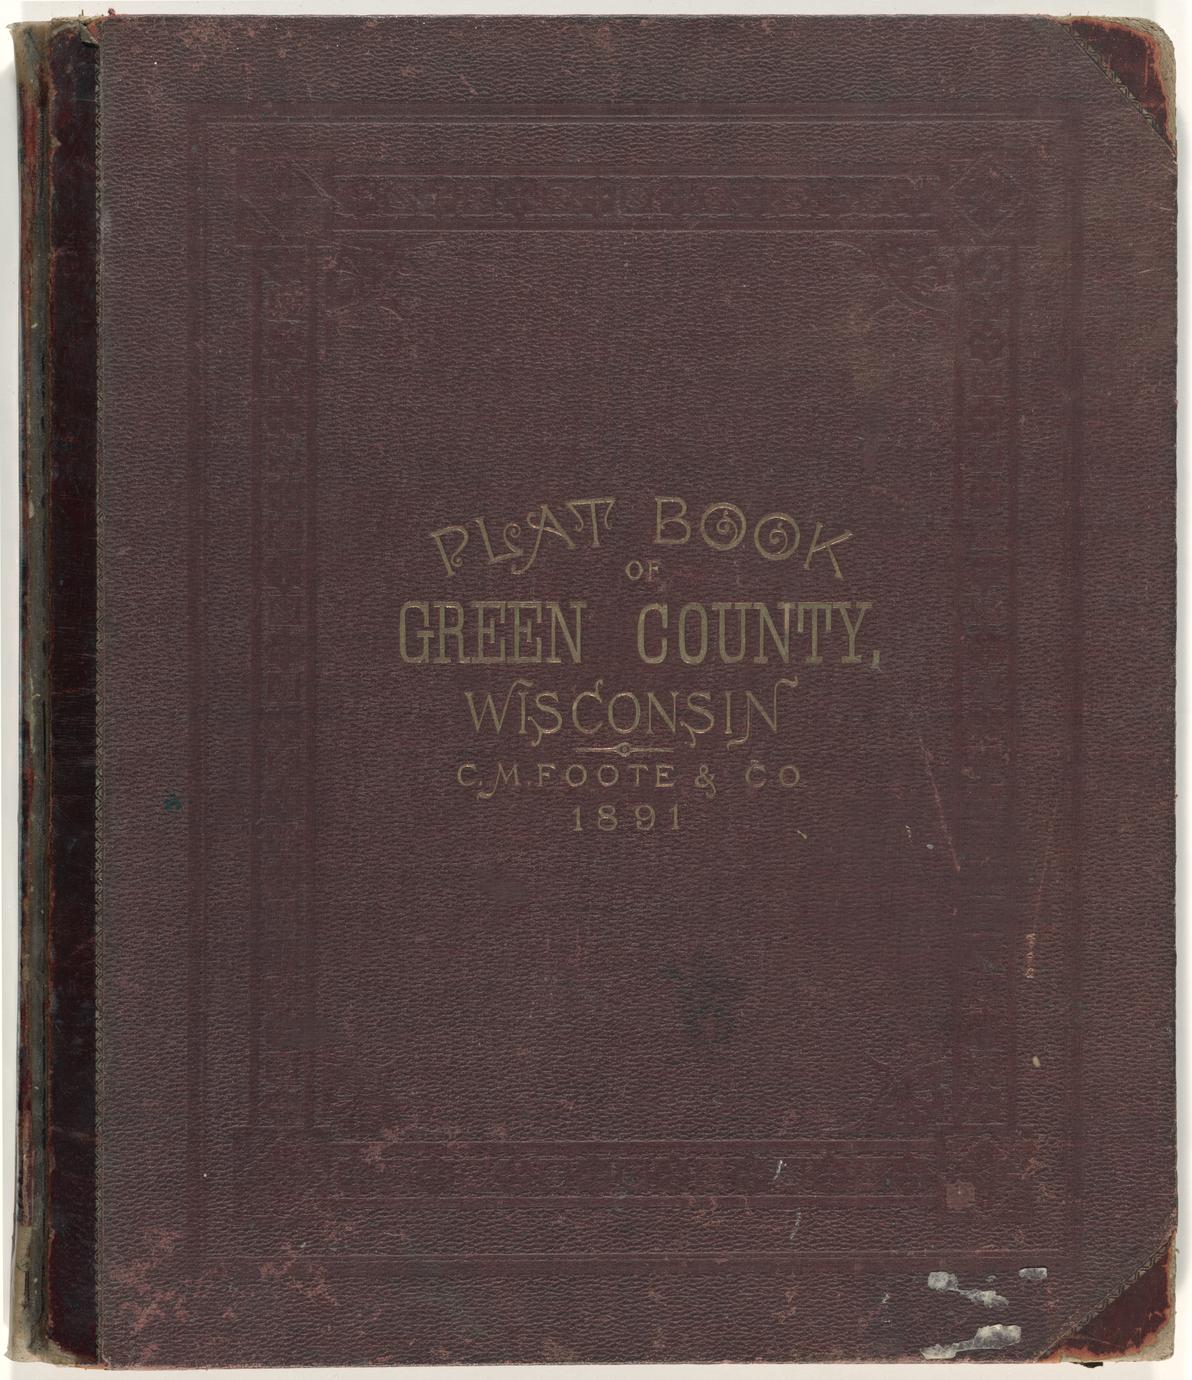 PLAT BOOK
OF
GREEN COUNTY,
WISCONSIN
C.M.FOOTE & CO
1891